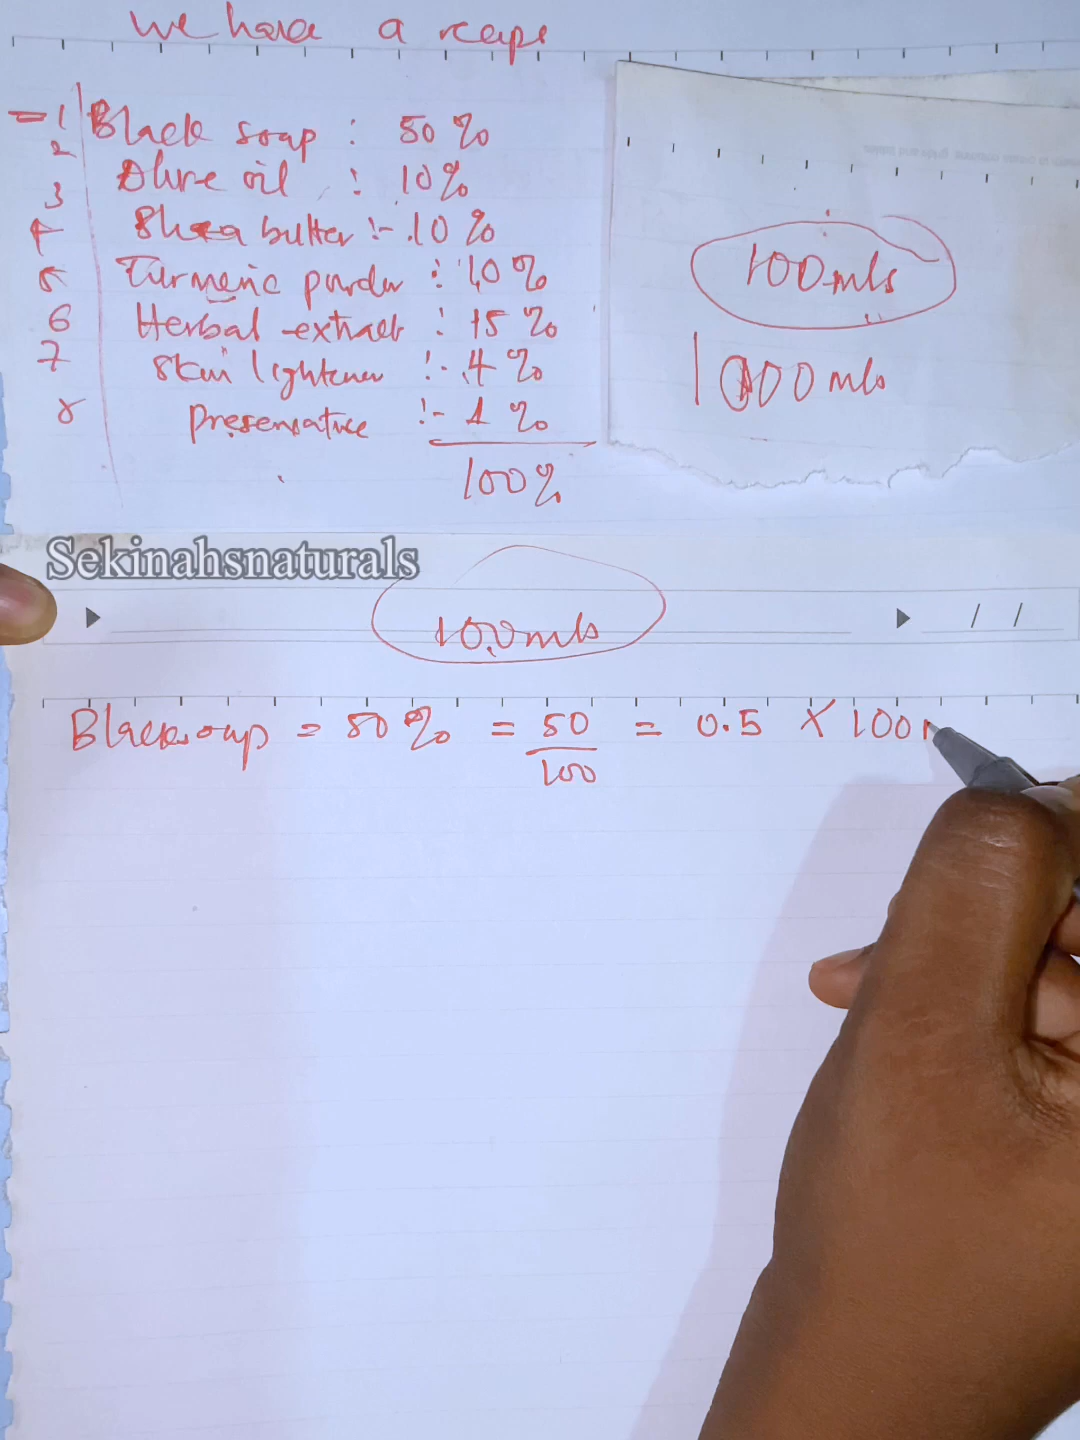 we have a recipe
1 Black soap : 50 %
2 Olive oil : 10%
3 Shea butter :- 10 %
4 Turmeric powder : 10 %
5 Herbal extract : 15 %
6 Skin lightener :- 4 %
7 Preservative :- 1 %
8
100%
100mls
1000mls
Sekinahsnaturals
100mls
/ /
Blacksoap = 50 % = 50/100 = 0.5 X 100